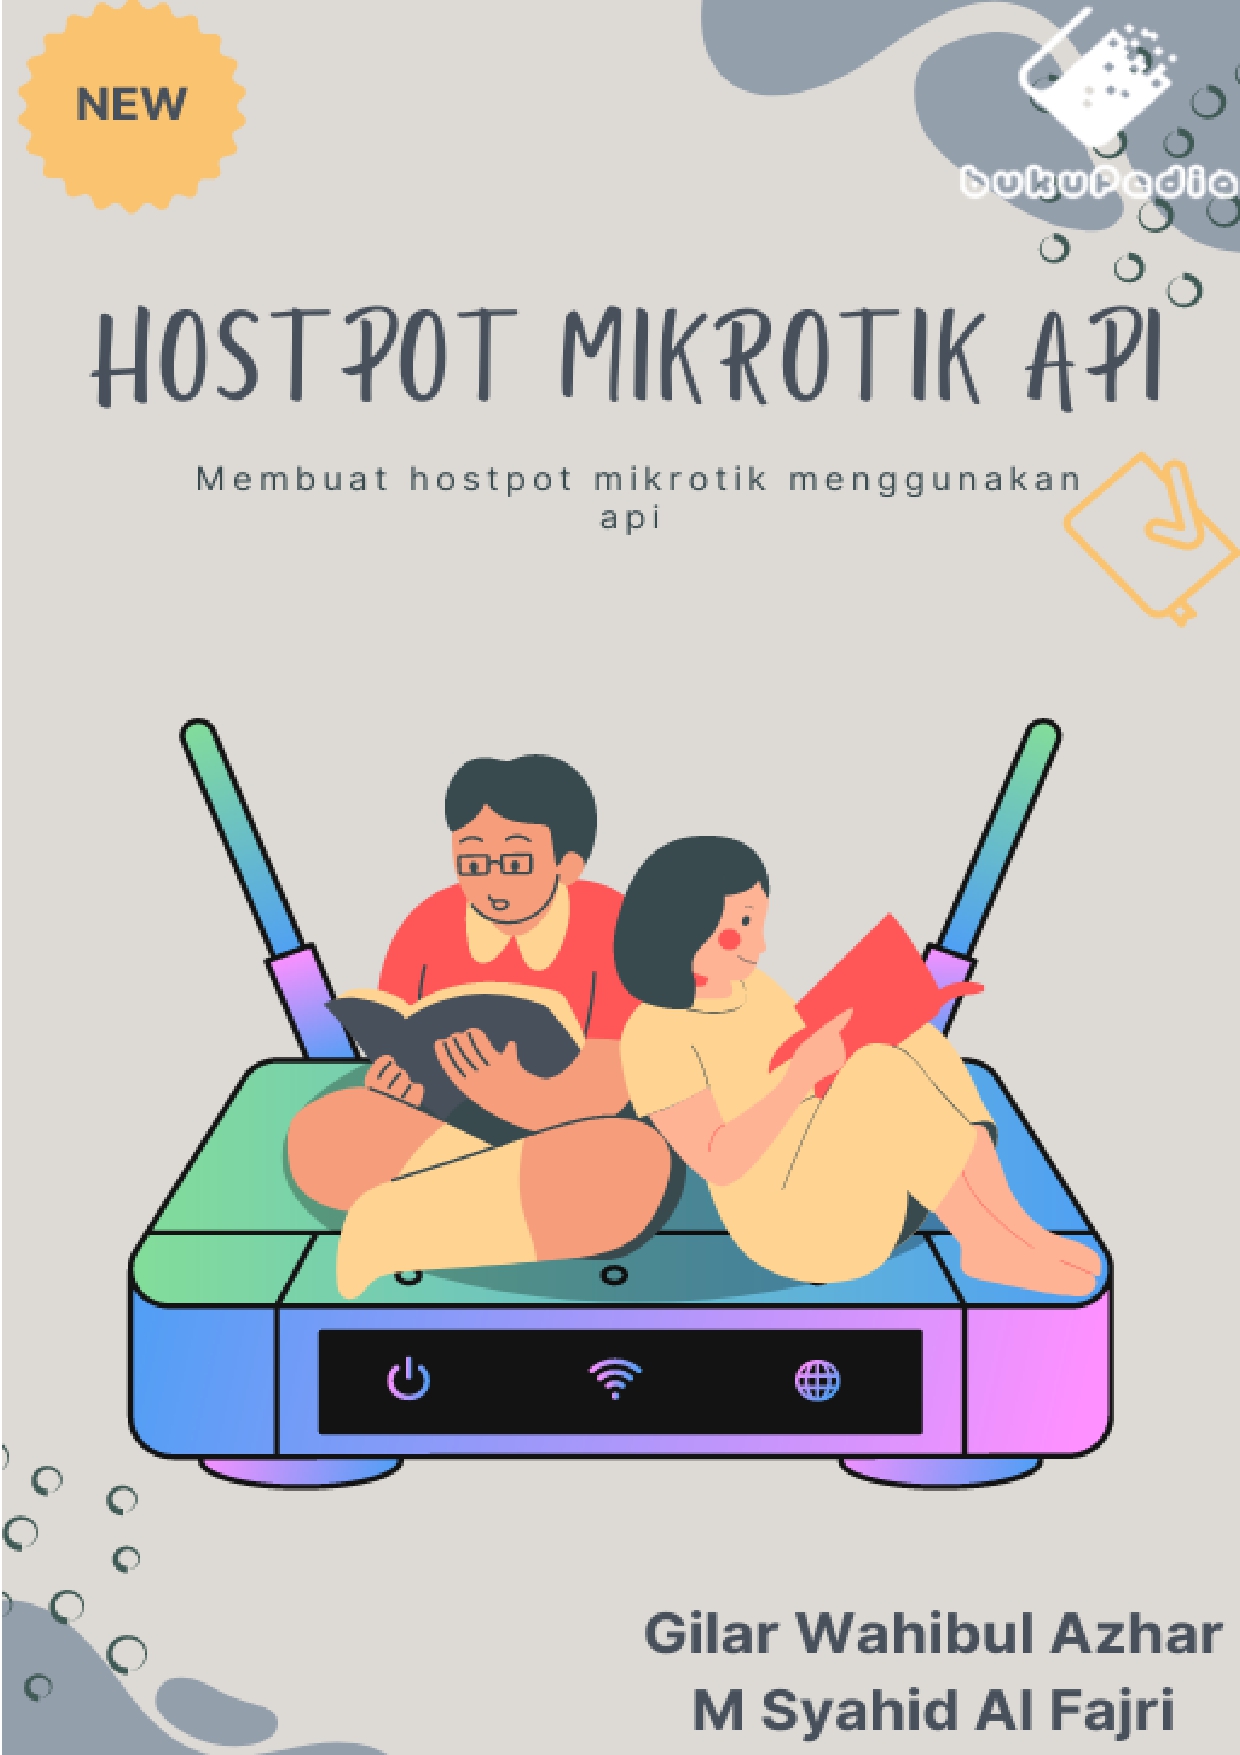 NEW
bukuPedia
HOSTPOT MIKROTIK API
Membuat hostpot mikrotik menggunakan
api
Gilar Wahibul Azhar
M Syahid Al Fajri